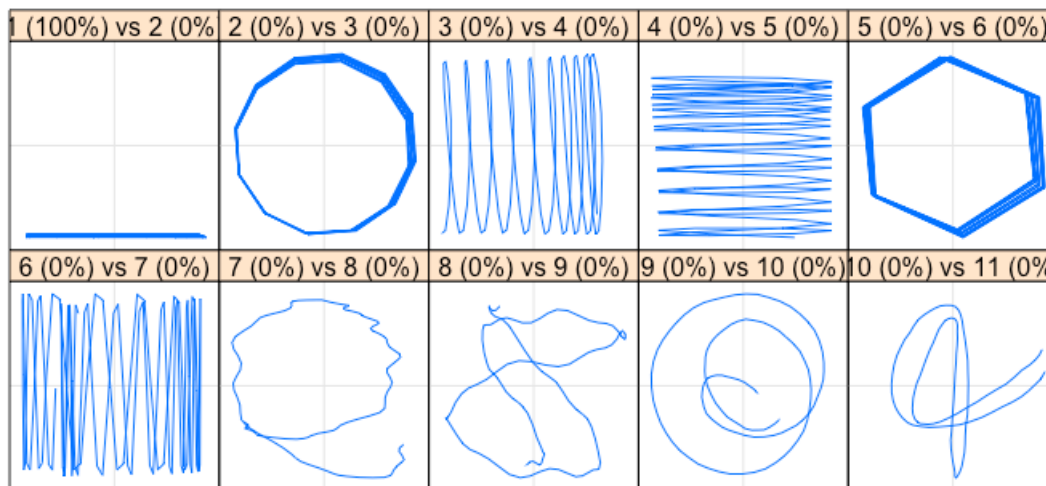 1 (100%) vs 2 (0%
2 (0%) vs 3 (0%)
3 (0%) vs 4 (0%)
4 (0%) vs 5 (0%)
5 (0%) vs 6 (0%)
6 (0%) vs 7 (0%)
7 (0%) vs 8 (0%)
8 (0%) vs 9 (0%)
9 (0%) vs 10 (0%)
10 (0%) vs 11 (0%